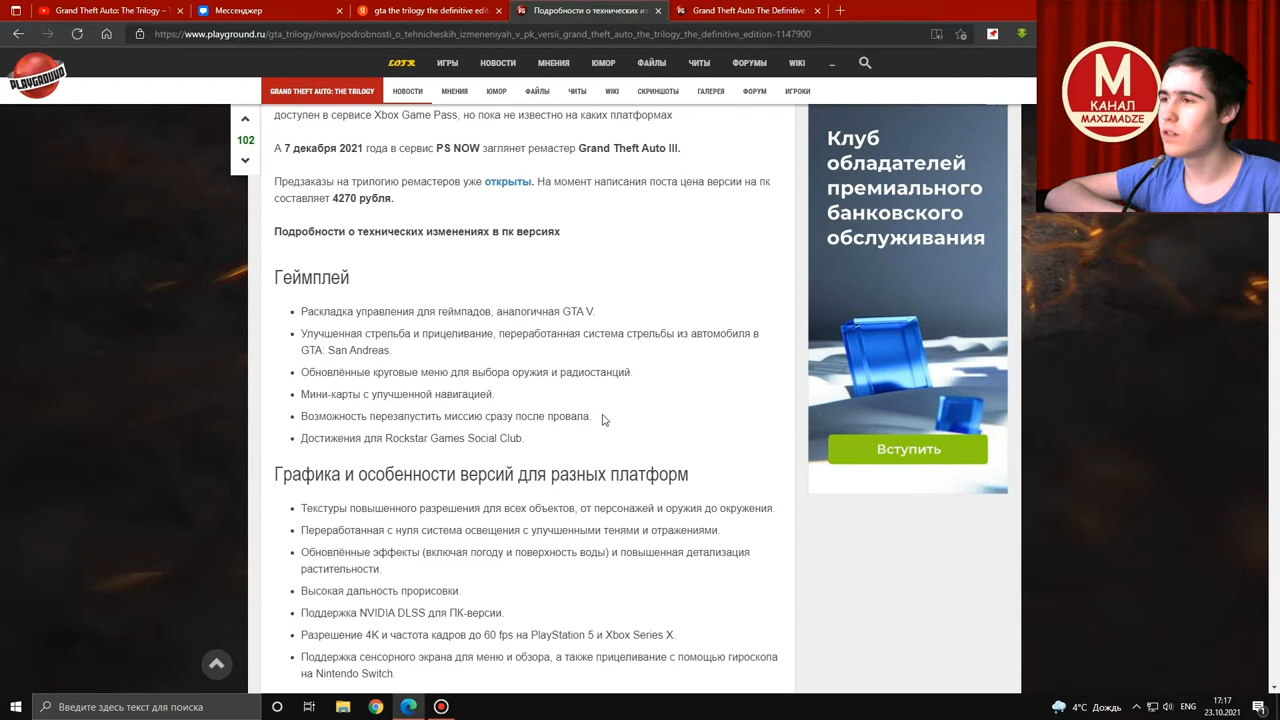 Grand Theft Auto: The Trilogy -
Мессенджер
gta trilogy the definitive edi
Подробности о технических из
Grand Theft Auto The Definitive
https://www.playground.ru/gta_trilogy/news/podrobnosti_o_tehnicheskih_izmeneniyah_v_pk_versii_grand_theft_auto_the_trilogy_the_definitive_edition-1147900
PLAYGROUND
LOTR ИГРЫ НОВОСТИ МНЕНИЯ ЮМОР ФАЙЛЫ ЧИТЫ ФОРУМЫ WIKI
GRAND THEFT AUTO: THE TRILOGY НОВОСТИ МНЕНИЯ ЮМОР ФАЙЛЫ ЧИТЫ WIKI СКРИНШОТЫ ГАЛЕРЕЯ ФОРУМ ИГРОКИ
М
КАНАЛ
MAXIMADZE
102
доступен в сервисе Xbox Game Pass, но пока не известно на каких платформах
А 7 декабря 2021 года в сервис PS NOW заглянет ремастер Grand Theft Auto III.
Предзаказы на трилогию ремастеров уже открыты. На момент написания поста цена версии на пк
составляет 4270 рубля.
Подробности о технических изменениях в пк версиях
Геймплей
Раскладка управления для геймпадов, аналогичная GTA V.
Улучшенная стрельба и прицеливание, переработанная система стрельбы из автомобиля в
GTA: San Andreas.
Обновлённые круговые меню для выбора оружия и радиостанций.
Мини-карты с улучшенной навигацией.
Возможность перезапустить миссию сразу после провала.
Достижения для Rockstar Games Social Club.
Графика и особенности версий для разных платформ
Текстуры повышенного разрешения для всех объектов, от персонажей и оружия до окружения.
Переработанная с нуля система освещения с улучшенными тенями и отражениями.
Обновлённые эффекты (включая погоду и поверхность воды) и повышенная детализация
растительности.
Высокая дальность прорисовки.
Поддержка NVIDIA DLSS для ПК-версии.
Разрешение 4K и частота кадров до 60 fps на PlayStation 5 и Xbox Series X.
Поддержка сенсорного экрана для меню и обзора, а также прицеливание с помощью гироскопа
на Nintendo Switch.
Клуб
обладателей
премиального
банковского
обслуживания
Вступить
Введите здесь текст для поиска
4°C Дождь
ENG
17:17
23.10.2021